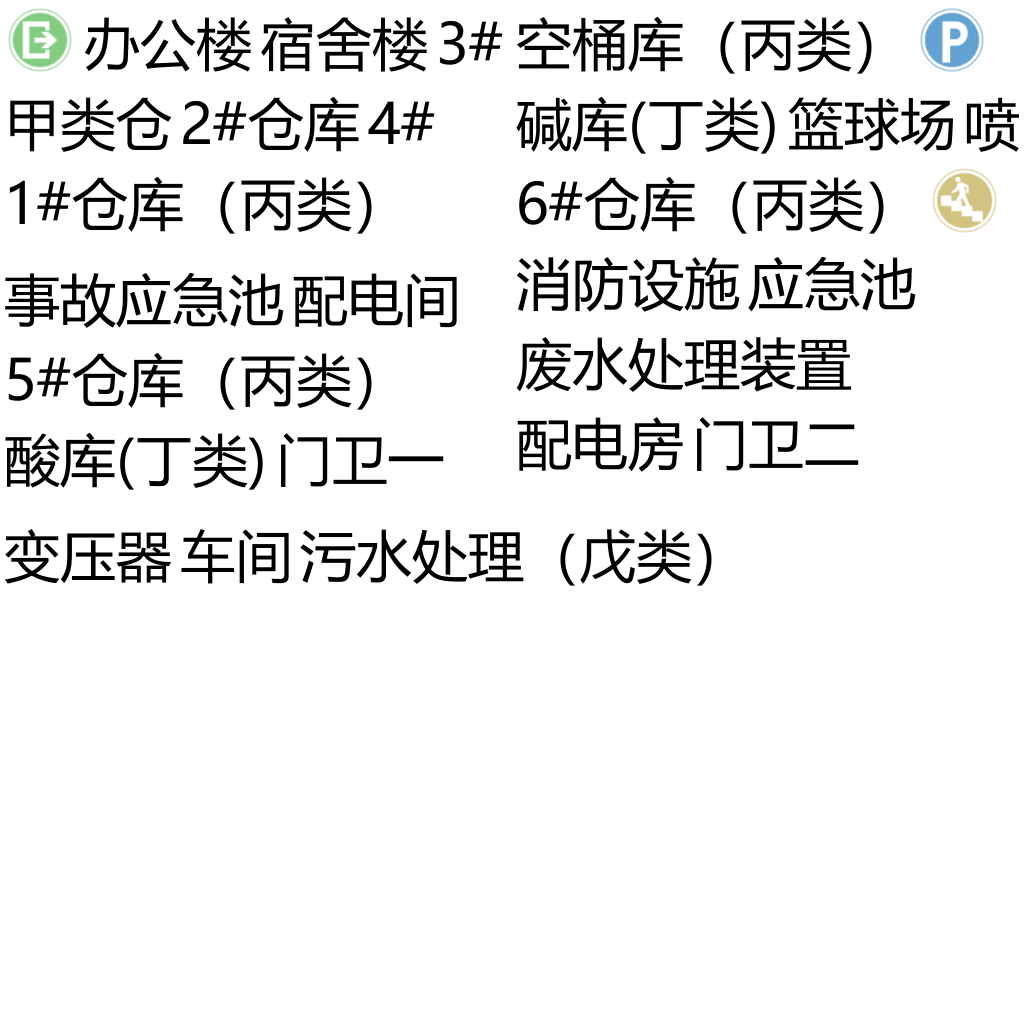 办公楼 宿舍楼 3# 空桶库（丙类） P
甲类仓 2#仓库 4#
碱库(丁类) 篮球场 喷
1#仓库（丙类）
6#仓库（丙类）
事故应急池 配电间
消防设施 应急池
5#仓库（丙类）
废水处理装置
酸库(丁类) 门卫一
配电房 门卫二
变压器 车间 污水处理（戊类）